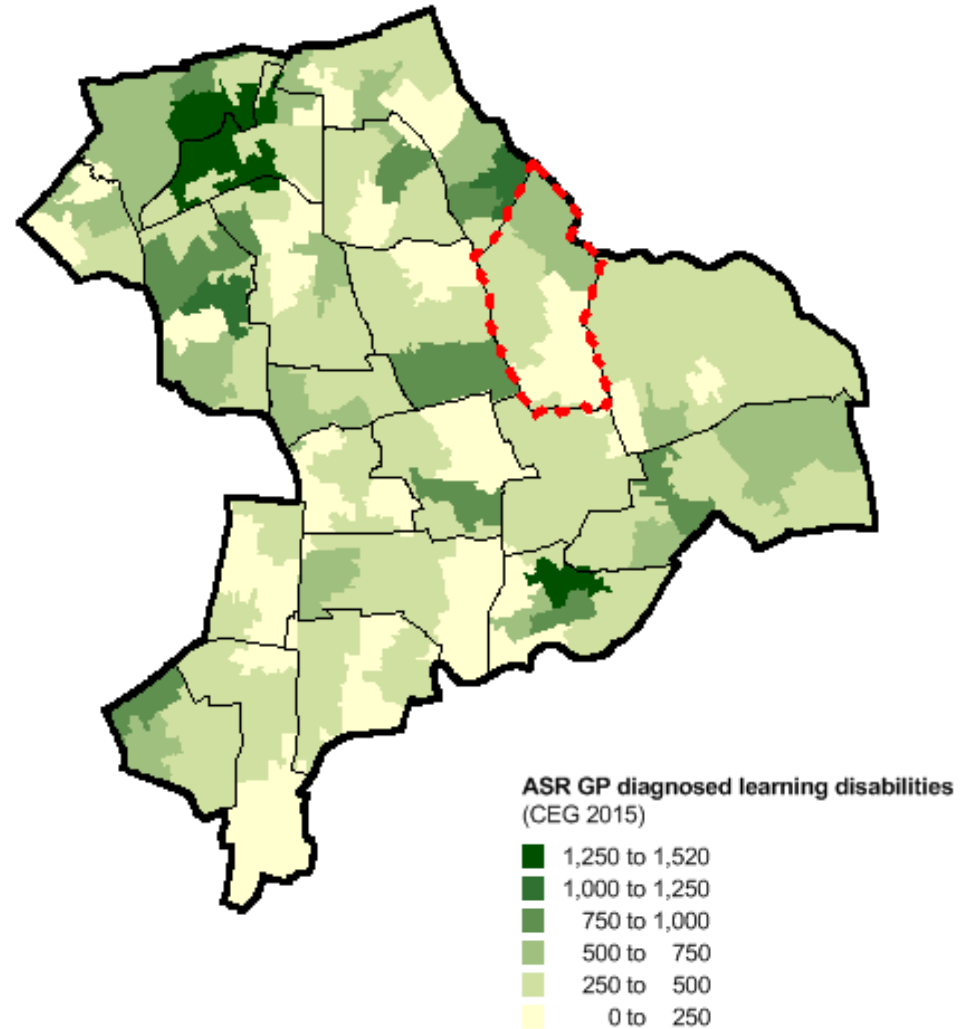 ASR GP diagnosed learning disabilities
(CEG 2015)
1,250 to 1,520
1,000 to 1,250
750 to 1,000
500 to 750
250 to 500
0 to 250